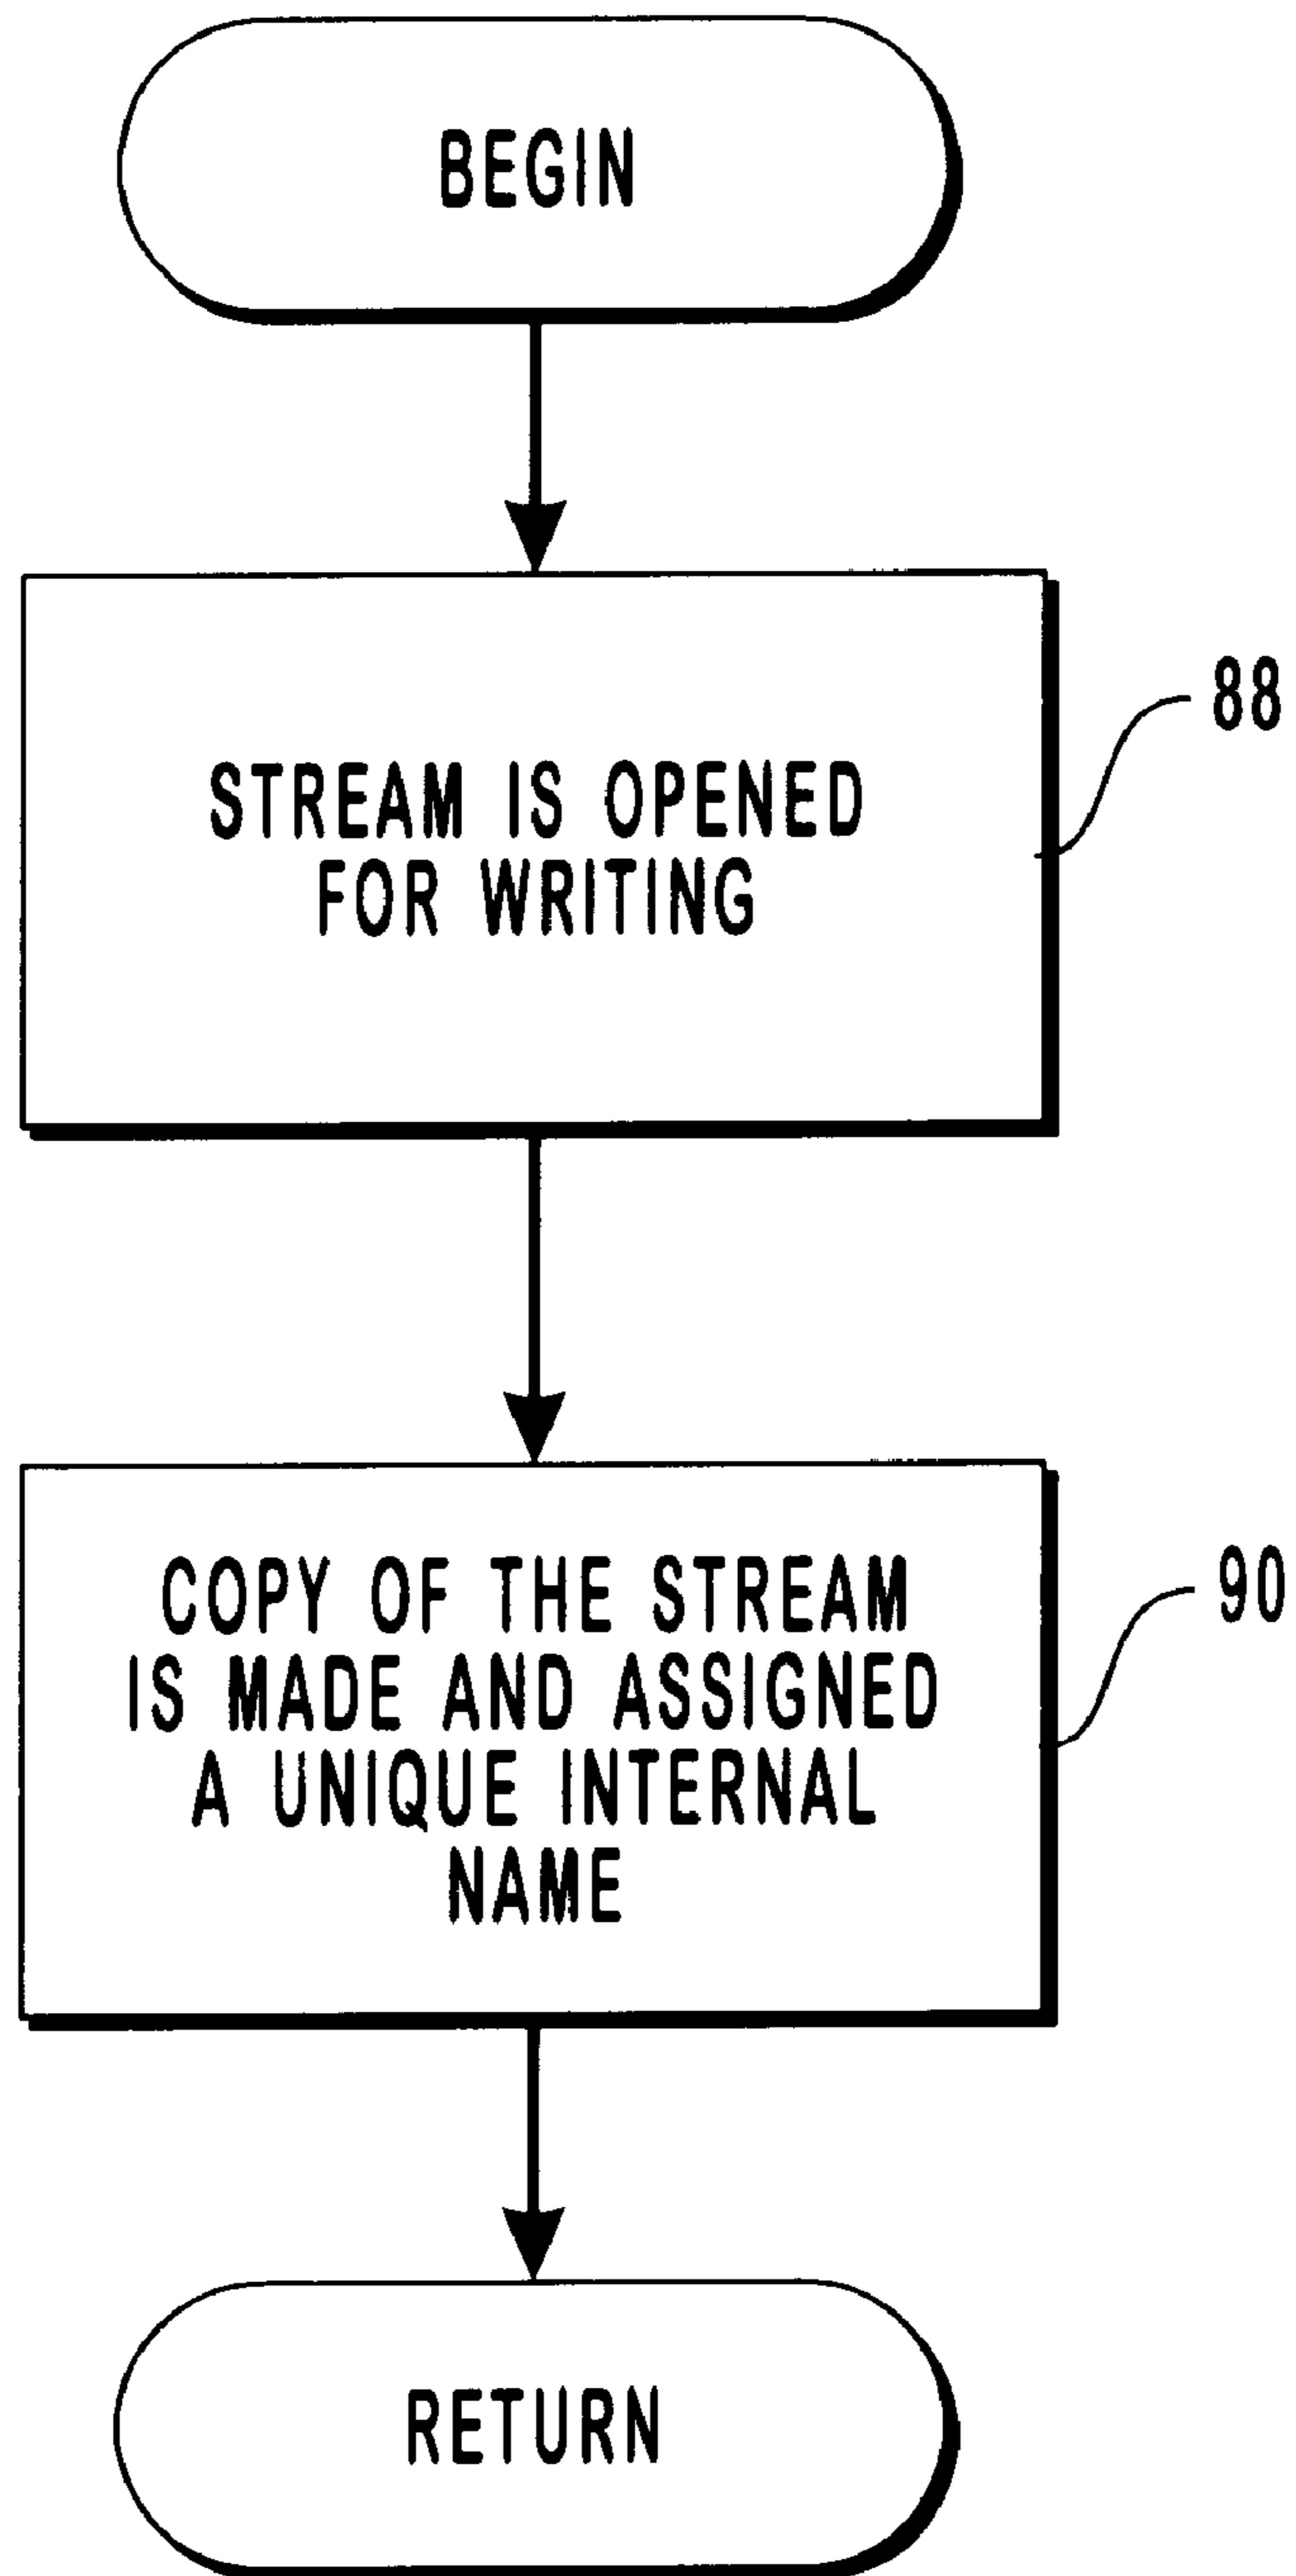 BEGIN
STREAM IS OPENED
FOR WRITING
88
COPY OF THE STREAM
IS MADE AND ASSIGNED
A UNIQUE INTERNAL
NAME
90
RETURN